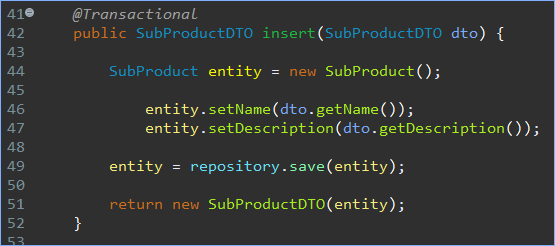 41 @Transactional
42 public SubProductDTO insert(SubProductDTO dto) {
43
44 SubProduct entity = new SubProduct();
45
46 entity.setName(dto.getName());
47 entity.setDescription(dto.getDescription());
48
49 entity = repository.save(entity);
50
51 return new SubProductDTO(entity);
52 }
53